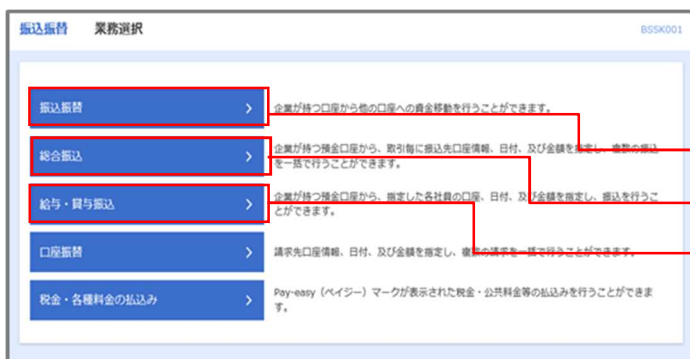 振込振替 業務選択 BSSK001
振込振替
企業が持つ口座から他の口座への資金移動を行うことができます。
総合振込
企業が持つ預金口座から、取引毎に振込先口座情報、日付、及び金額を指定し、複数の振込
を一括で行うことができます。
給与・賞与振込
企業が持つ預金口座から、指定した各社員の口座、日付、及び金額を指定し、振込を行うこ
とができます。
口座振替
請求先口座情報、日付、及び金額を指定し、複数の請求を一括で行うことができます。
税金・各種料金の払込み
Pay-easy（ペイジー）マークが表示された税金・公共料金等の払込みを行うことができま
す。